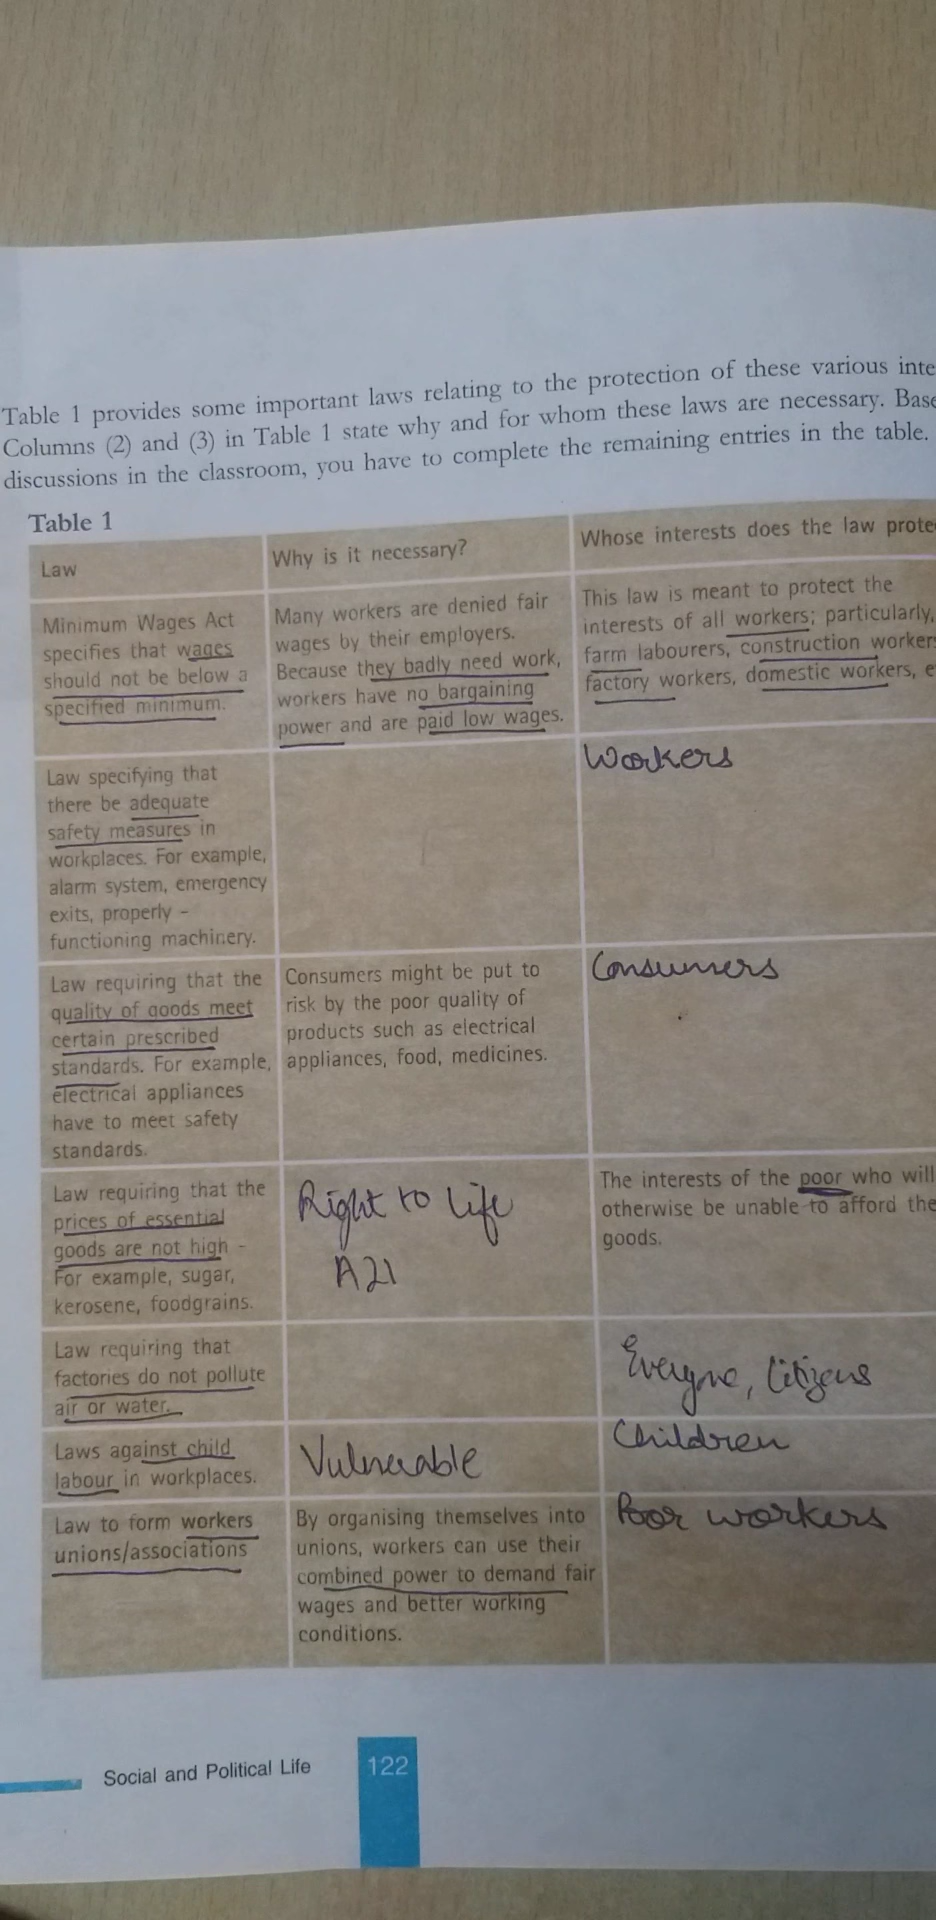 Table 1 provides some important laws relating to the protection of these various inte
Columns (2) and (3) in Table 1 state why and for whom these laws are necessary. Base
discussions in the classroom, you have to complete the remaining entries in the table.
Table 1
Law
Why is it necessary?
Whose interests does the law prote
Minimum Wages Act
specifies that wages
should not be below a
specified minimum.
Many workers are denied fair
wages by their employers.
Because they badly need work,
workers have no bargaining
power and are paid low wages.
This law is meant to protect the
interests of all workers; particularly,
farm labourers, construction worker
factory workers, domestic workers, e
Law specifying that
there be adequate
safety measures in
workplaces. For example,
alarm system, emergency
exits, properly –
functioning machinery.
Workers
Law requiring that the
quality of goods meet
certain prescribed
standards. For example,
electrical appliances
have to meet safety
standards.
Consumers might be put to
risk by the poor quality of
products such as electrical
appliances, food, medicines.
Consumers
Law requiring that the
prices of essential
goods are not high –
For example, sugar,
kerosene, foodgrains.
Right to life
A21
The interests of the poor who will
otherwise be unable to afford the
goods.
Law requiring that
factories do not pollute
air or water.
Everyone, Citizens
Laws against child
labour in workplaces.
Vulnerable
Children
Law to form workers
unions/associations
By organising themselves into
unions, workers can use their
combined power to demand fair
wages and better working
conditions.
Poor workers
Social and Political Life
122